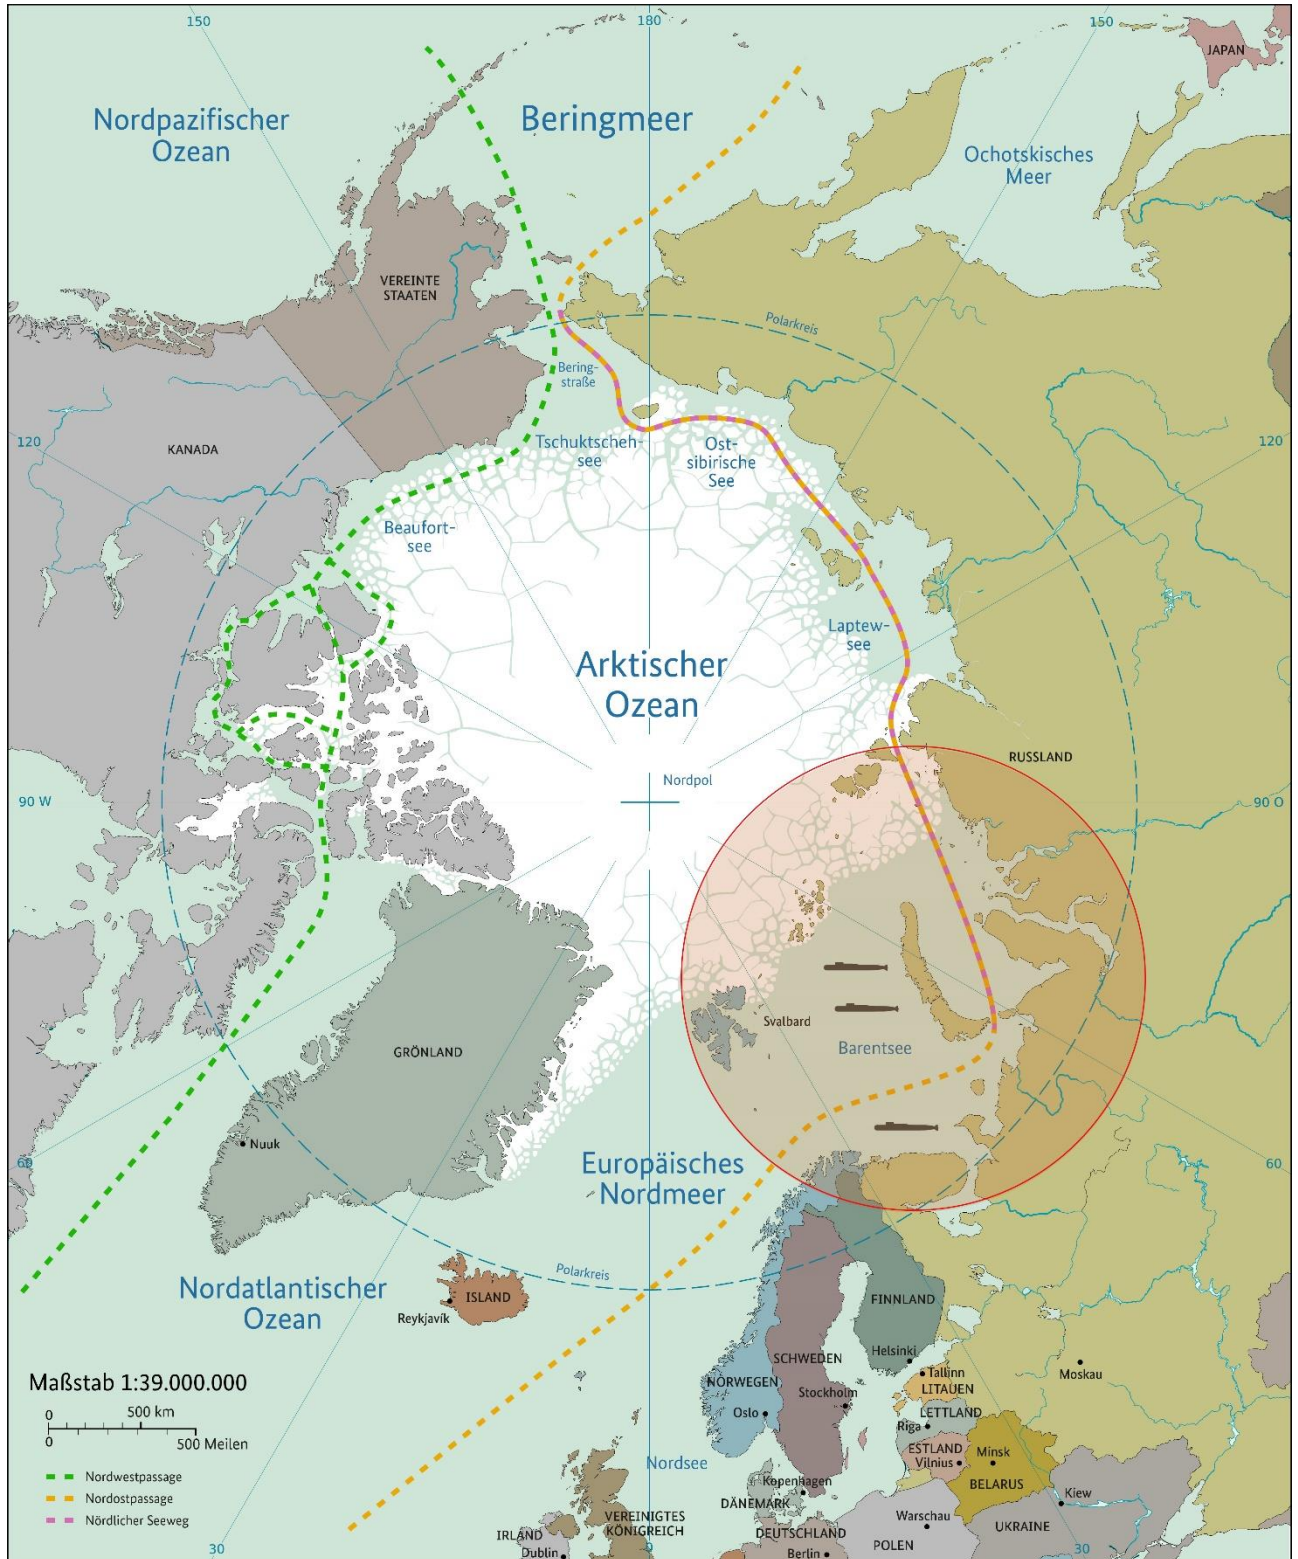 150
180
150
JAPAN
Nordpazifischer
Ozean
Beringmeer
Ochotskisches
Meer
VEREINTE
STAATEN
Polarkreis
Bering-
straße
120
KANADA
Tschuktscheh-
see
Ost-
sibirische
See
120
Beaufort-
see
Laptew-
see
Arktischer
Ozean
RUSSLAND
Nordpol
90 W
90 O
Svalbard
Barentsee
GRÖNLAND
Nuuk
60
Europäisches
Nordmeer
60
Polarkreis
Nordatlantischer
Ozean
ISLAND
Reykjavík
FINNLAND
Helsinki
SCHWEDEN
Tallinn
LITAUEN
Moskau
NORWEGEN
Stockholm
Oslo
LETTLAND
Riga
ESTLAND
Vilnius
Minsk
BELARUS
Maßstab 1:39.000.000
0
500 km
0
500 Meilen
Nordwestpassage
Nordostpassage
Nördlicher Seeweg
Nordsee
Kopenhagen
DÄNEMARK
Kiew
Warschau
VEREINIGTES
KÖNIGREICH
IRLAND
Dublin
DEUTSCHLAND
Berlin
POLEN
UKRAINE
30
0
30